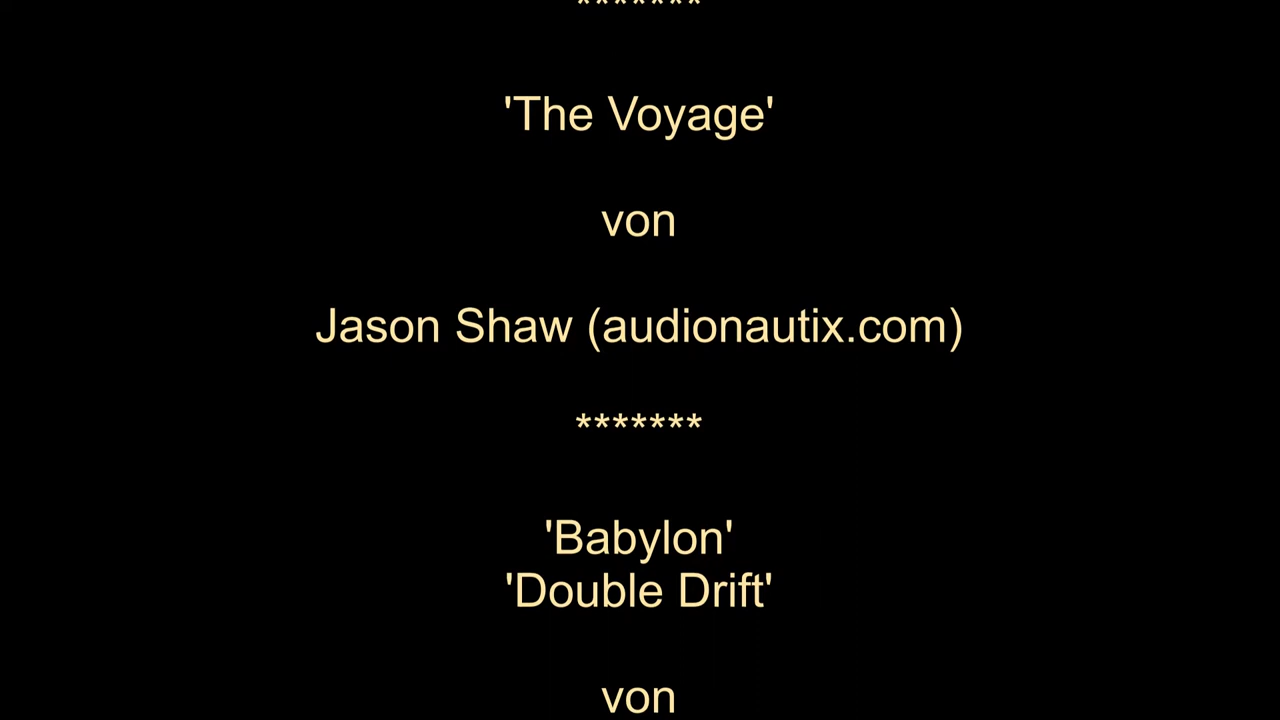 *******
'The Voyage'
von
Jason Shaw (audionautix.com)
*******
'Babylon'
'Double Drift'
von